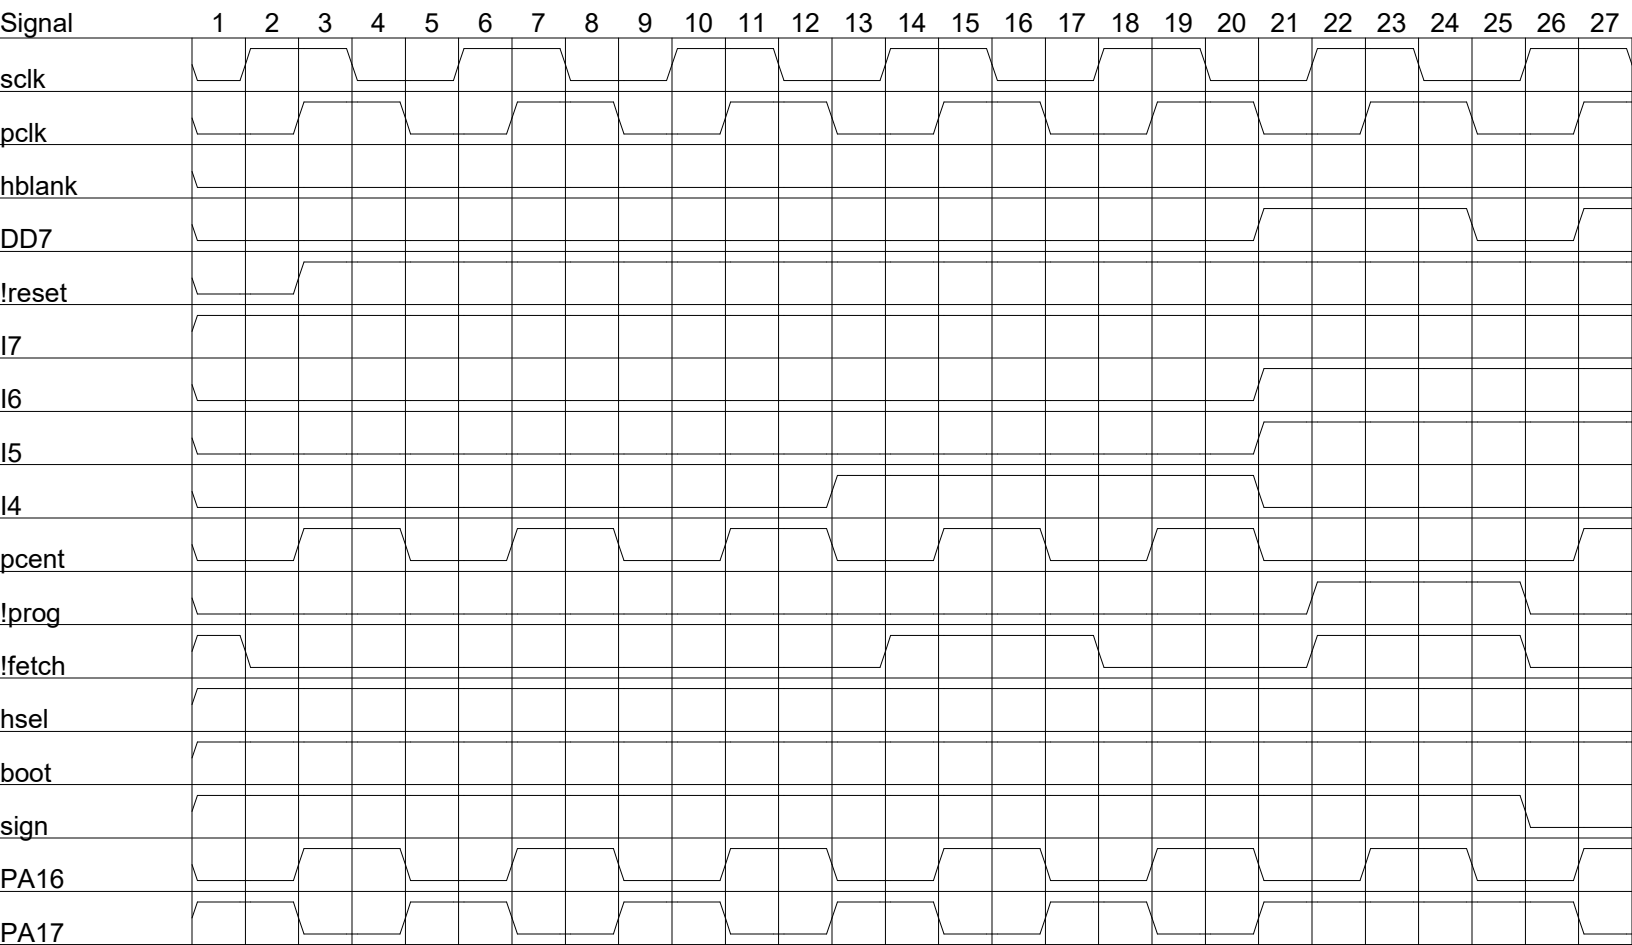 Signal 1 2 3 4 5 6 7 8 9 10 11 12 13 14 15 16 17 18 19 20 21 22 23 24 25 26 27
sclk
pclk
hblank
DD7
!reset
I7
I6
I5
I4
pcent
!prog
!fetch
hsel
boot
sign
PA16
PA17